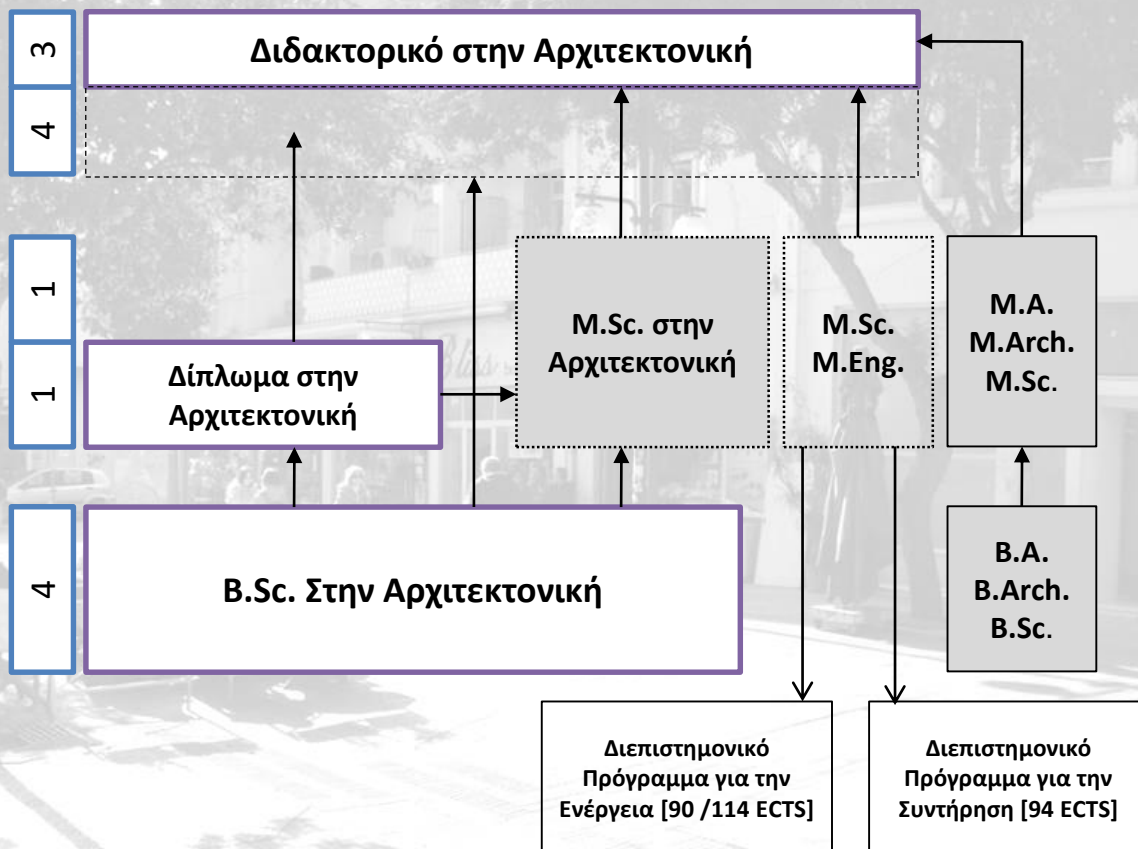 3
Διδακτορικό στην Αρχιτεκτονική
4
1
1
Δίπλωμα στην
Αρχιτεκτονική
M.Sc. στην
Αρχιτεκτονική
M.Sc.
M.Eng.
M.A.
M.Arch.
M.Sc.
Bliss
4
B.Sc. Στην Αρχιτεκτονική
B.A.
B.Arch.
B.Sc.
Διεπιστημονικό
Πρόγραμμα για την
Ενέργεια [90 /114 ECTS]
Διεπιστημονικό
Πρόγραμμα για την
Συντήρηση [94 ECTS]